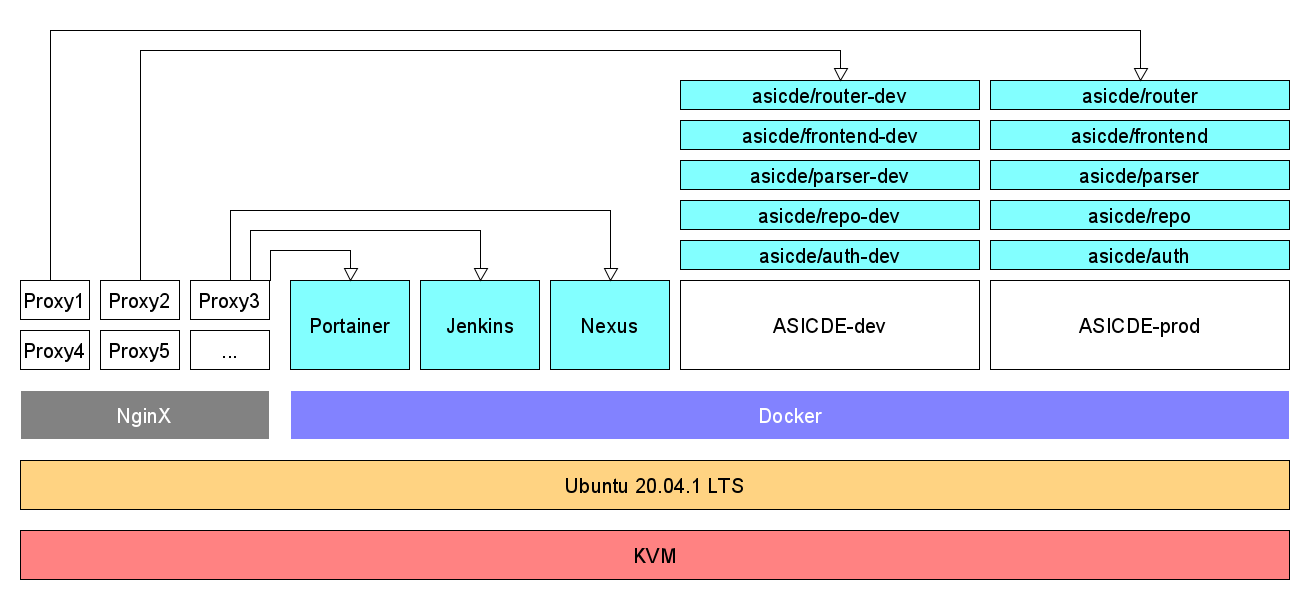 asicde/router-dev
asicde/router
asicde/frontend-dev
asicde/frontend
asicde/parser-dev
asicde/parser
asicde/repo-dev
asicde/repo
asicde/auth-dev
asicde/auth
Proxy1
Proxy2
Proxy3
Portainer
Jenkins
Nexus
ASICDE-dev
ASICDE-prod
Proxy4
Proxy5
...
NginX
Docker
Ubuntu 20.04.1 LTS
KVM